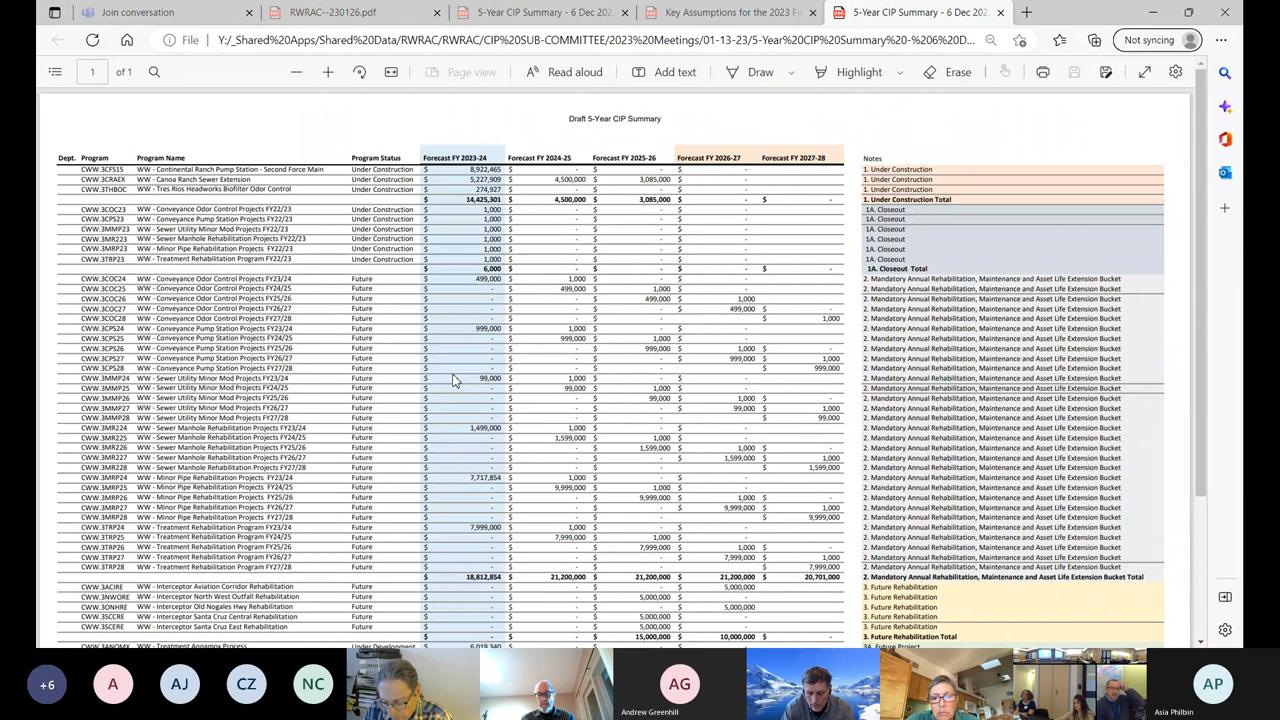 Join conversation
RWRAC--230126.pdf
5-Year CIP Summary - 6 Dec 202
Key Assumptions for the 2023 Fi
5-Year CIP Summary - 6 Dec 202
File Y:/_Shared%20Apps/Shared%20Data/RWRAC/RWRAC/CIP%20SUB-COMMITTEE/2023%20Meetings/01-13-23/5-Year%20CIP%20Summary%20-%206%20D... Not syncing
1 of 1 Page view Read aloud Add text Draw Highlight Erase
Draft 5-Year CIP Summary
Dept. Program Program Name Program Status Forecast FY 2023-24 Forecast FY 2024-25 Forecast FY 2025-26 Forecast FY 2026-27 Forecast FY 2027-28 Notes
CWW.3CFS15 WW - Continental Ranch Pump Station - Second Force Main Under Construction $ 8,922,465 $ - $ - $ - 1. Under Construction
CWW.3CRAEX WW - Canoa Ranch Sewer Extension Under Construction $ 5,227,909 $ 4,500,000 $ 3,085,000 $ - 1. Under Construction
CWW.3THBOC WW - Tres Rios Headworks Biofilter Odor Control Under Construction $ 274,927 $ - $ - $ - 1. Under Construction
$ 14,425,301 $ 4,500,000 $ 3,085,000 $ - $ - 1. Under Construction Total
CWW.3COC23 WW - Conveyance Odor Control Projects FY22/23 Under Construction $ 1,000 $ - $ - $ - 1A. Closeout
CWW.3CPS23 WW - Conveyance Pump Station Projects FY22/23 Under Construction $ 1,000 $ - $ - $ - 1A. Closeout
CWW.3MMP23 WW - Sewer Utility Minor Mod Projects FY22/23 Under Construction $ 1,000 $ - $ - $ - 1A. Closeout
CWW.3MR223 WW - Sewer Manhole Rehabilitation Projects FY22/23 Under Construction $ 1,000 $ - $ - $ - 1A. Closeout
CWW.3MRP23 WW - Minor Pipe Rehabilitation Projects FY22/23 Under Construction $ 1,000 $ - $ - $ - 1A. Closeout
CWW.3TRP23 WW - Treatment Rehabilitation Program FY22/23 Under Construction $ 1,000 $ - $ - $ - 1A. Closeout
$ 6,000 $ - $ - $ - $ - 1A. Closeout Total
CWW.3COC24 WW - Conveyance Odor Control Projects FY23/24 Future $ 499,000 $ 1,000 $ - $ - 2. Mandatory Annual Rehabilitation, Maintenance and Asset Life Extension Bucket
CWW.3COC25 WW - Conveyance Odor Control Projects FY24/25 Future $ - $ 499,000 $ 1,000 $ - 2. Mandatory Annual Rehabilitation, Maintenance and Asset Life Extension Bucket
CWW.3COC26 WW - Conveyance Odor Control Projects FY25/26 Future $ - $ - $ 499,000 $ 1,000 2. Mandatory Annual Rehabilitation, Maintenance and Asset Life Extension Bucket
CWW.3COC27 WW - Conveyance Odor Control Projects FY26/27 Future $ - $ - $ - $ 499,000 $ - 2. Mandatory Annual Rehabilitation, Maintenance and Asset Life Extension Bucket
CWW.3COC28 WW - Conveyance Odor Control Projects FY27/28 Future $ - $ - $ - $ - $ 1,000 2. Mandatory Annual Rehabilitation, Maintenance and Asset Life Extension Bucket
CWW.3CPS24 WW - Conveyance Pump Station Projects FY23/24 Future $ 999,000 $ 1,000 $ - $ - 2. Mandatory Annual Rehabilitation, Maintenance and Asset Life Extension Bucket
CWW.3CPS25 WW - Conveyance Pump Station Projects FY24/25 Future $ - $ 999,000 $ 1,000 $ - 2. Mandatory Annual Rehabilitation, Maintenance and Asset Life Extension Bucket
CWW.3CPS26 WW - Conveyance Pump Station Projects FY25/26 Future $ - $ - $ 999,000 $ 1,000 $ - 2. Mandatory Annual Rehabilitation, Maintenance and Asset Life Extension Bucket
CWW.3CPS27 WW - Conveyance Pump Station Projects FY26/27 Future $ - $ - $ - $ 999,000 $ 1,000 2. Mandatory Annual Rehabilitation, Maintenance and Asset Life Extension Bucket
CWW.3CPS28 WW - Conveyance Pump Station Projects FY27/28 Future $ - $ - $ - $ - $ 999,000 2. Mandatory Annual Rehabilitation, Maintenance and Asset Life Extension Bucket
CWW.3MMP24 WW - Sewer Utility Minor Mod Projects FY23/24 Future $ 99,000 $ 1,000 $ - $ - 2. Mandatory Annual Rehabilitation, Maintenance and Asset Life Extension Bucket
CWW.3MMP25 WW - Sewer Utility Minor Mod Projects FY24/25 Future $ - $ 99,000 $ 1,000 $ - 2. Mandatory Annual Rehabilitation, Maintenance and Asset Life Extension Bucket
CWW.3MMP26 WW - Sewer Utility Minor Mod Projects FY25/26 Future $ - $ - $ 99,000 $ 1,000 $ - 2. Mandatory Annual Rehabilitation, Maintenance and Asset Life Extension Bucket
CWW.3MMP27 WW - Sewer Utility Minor Mod Projects FY26/27 Future $ - $ - $ - $ 99,000 $ 1,000 2. Mandatory Annual Rehabilitation, Maintenance and Asset Life Extension Bucket
CWW.3MMP28 WW - Sewer Utility Minor Mod Projects FY27/28 Future $ - $ - $ - $ - $ 99,000 2. Mandatory Annual Rehabilitation, Maintenance and Asset Life Extension Bucket
CWW.3MR224 WW - Sewer Manhole Rehabilitation Projects FY23/24 Future $ 1,499,000 $ 1,000 $ - $ - 2. Mandatory Annual Rehabilitation, Maintenance and Asset Life Extension Bucket
CWW.3MR225 WW - Sewer Manhole Rehabilitation Projects FY24/25 Future $ - $ 1,599,000 $ 1,000 $ - 2. Mandatory Annual Rehabilitation, Maintenance and Asset Life Extension Bucket
CWW.3MR226 WW - Sewer Manhole Rehabilitation Projects FY25/26 Future $ - $ - $ 1,599,000 $ 1,000 $ - 2. Mandatory Annual Rehabilitation, Maintenance and Asset Life Extension Bucket
CWW.3MR227 WW - Sewer Manhole Rehabilitation Projects FY26/27 Future $ - $ - $ - $ 1,599,000 $ 1,000 2. Mandatory Annual Rehabilitation, Maintenance and Asset Life Extension Bucket
CWW.3MR228 WW - Sewer Manhole Rehabilitation Projects FY27/28 Future $ - $ - $ - $ - $ 1,599,000 2. Mandatory Annual Rehabilitation, Maintenance and Asset Life Extension Bucket
CWW.3MRP24 WW - Minor Pipe Rehabilitation Projects FY23/24 Future $ 7,717,854 $ 1,000 $ - $ - 2. Mandatory Annual Rehabilitation, Maintenance and Asset Life Extension Bucket
CWW.3MRP25 WW - Minor Pipe Rehabilitation Projects FY24/25 Future $ - $ 9,999,000 $ 1,000 $ - 2. Mandatory Annual Rehabilitation, Maintenance and Asset Life Extension Bucket
CWW.3MRP26 WW - Minor Pipe Rehabilitation Projects FY25/26 Future $ - $ - $ 9,999,000 $ 1,000 $ - 2. Mandatory Annual Rehabilitation, Maintenance and Asset Life Extension Bucket
CWW.3MRP27 WW - Minor Pipe Rehabilitation Projects FY26/27 Future $ - $ - $ - $ 9,999,000 $ 1,000 2. Mandatory Annual Rehabilitation, Maintenance and Asset Life Extension Bucket
CWW.3MRP28 WW - Minor Pipe Rehabilitation Projects FY27/28 Future $ - $ - $ - $ - $ 9,999,000 2. Mandatory Annual Rehabilitation, Maintenance and Asset Life Extension Bucket
CWW.3TRP24 WW - Treatment Rehabilitation Program FY23/24 Future $ 7,999,000 $ 1,000 $ - $ - 2. Mandatory Annual Rehabilitation, Maintenance and Asset Life Extension Bucket
CWW.3TRP25 WW - Treatment Rehabilitation Program FY24/25 Future $ - $ 7,999,000 $ 1,000 $ - 2. Mandatory Annual Rehabilitation, Maintenance and Asset Life Extension Bucket
CWW.3TRP26 WW - Treatment Rehabilitation Program FY25/26 Future $ - $ - $ 7,999,000 $ 1,000 $ - 2. Mandatory Annual Rehabilitation, Maintenance and Asset Life Extension Bucket
CWW.3TRP27 WW - Treatment Rehabilitation Program FY26/27 Future $ - $ - $ - $ 7,999,000 $ 1,000 2. Mandatory Annual Rehabilitation, Maintenance and Asset Life Extension Bucket
CWW.3TRP28 WW - Treatment Rehabilitation Program FY27/28 Future $ - $ - $ - $ - $ 7,999,000 2. Mandatory Annual Rehabilitation, Maintenance and Asset Life Extension Bucket
$ 18,812,854 $ 21,200,000 $ 21,200,000 $ 21,200,000 $ 20,701,000 2. Mandatory Annual Rehabilitation, Maintenance and Asset Life Extension Bucket Total
CWW.3ACIRE WW - Interceptor Aviation Corridor Rehabilitation Future $ - $ - $ - $ 5,000,000 3. Future Rehabilitation
CWW.3NWORE WW - Interceptor North West Outfall Rehabilitation Future $ - $ - $ 5,000,000 3. Future Rehabilitation
CWW.3ONHRE WW - Interceptor Old Nogales Hwy Rehabilitation Future $ - $ - $ - $ 5,000,000 3. Future Rehabilitation
CWW.3SCCRE WW - Interceptor Santa Cruz Central Rehabilitation Future $ - $ - $ 5,000,000 3. Future Rehabilitation
CWW.3SCERE WW - Interceptor Santa Cruz East Rehabilitation Future $ - $ - $ 5,000,000 3. Future Rehabilitation
$ - $ - $ 15,000,000 $ 10,000,000 $ - 3. Future Rehabilitation Total
CWW.3ANOMX WW - Treatment Annamox Process Under Development $ 6,019,340 $ - $ - $ - 3A. Future Project
+6 A AJ CZ NC AG AP
Andrew Greenhill Asia Philbin